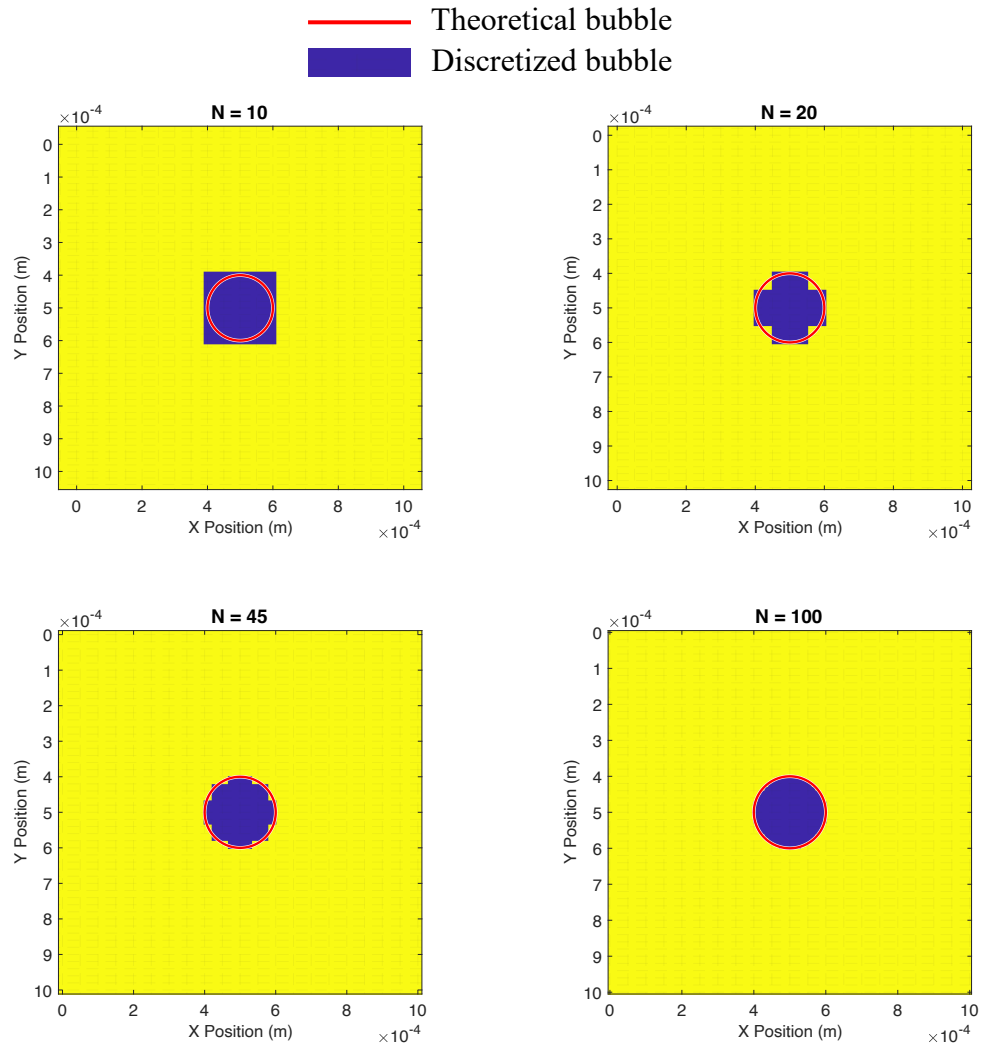 Theoretical bubble
Discretized bubble
×10⁻⁴
N = 10
0
1
2
3
4
5
6
7
8
9
10
Y Position (m)
0 2 4 6 8 10
X Position (m)
×10⁻⁴
×10⁻⁴
N = 20
0
1
2
3
4
5
6
7
8
9
10
Y Position (m)
0 2 4 6 8 10
X Position (m)
×10⁻⁴
×10⁻⁴
N = 45
0
1
2
3
4
5
6
7
8
9
10
Y Position (m)
0 2 4 6 8 10
X Position (m)
×10⁻⁴
×10⁻⁴
N = 100
0
1
2
3
4
5
6
7
8
9
10
Y Position (m)
0 2 4 6 8 10
X Position (m)
×10⁻⁴